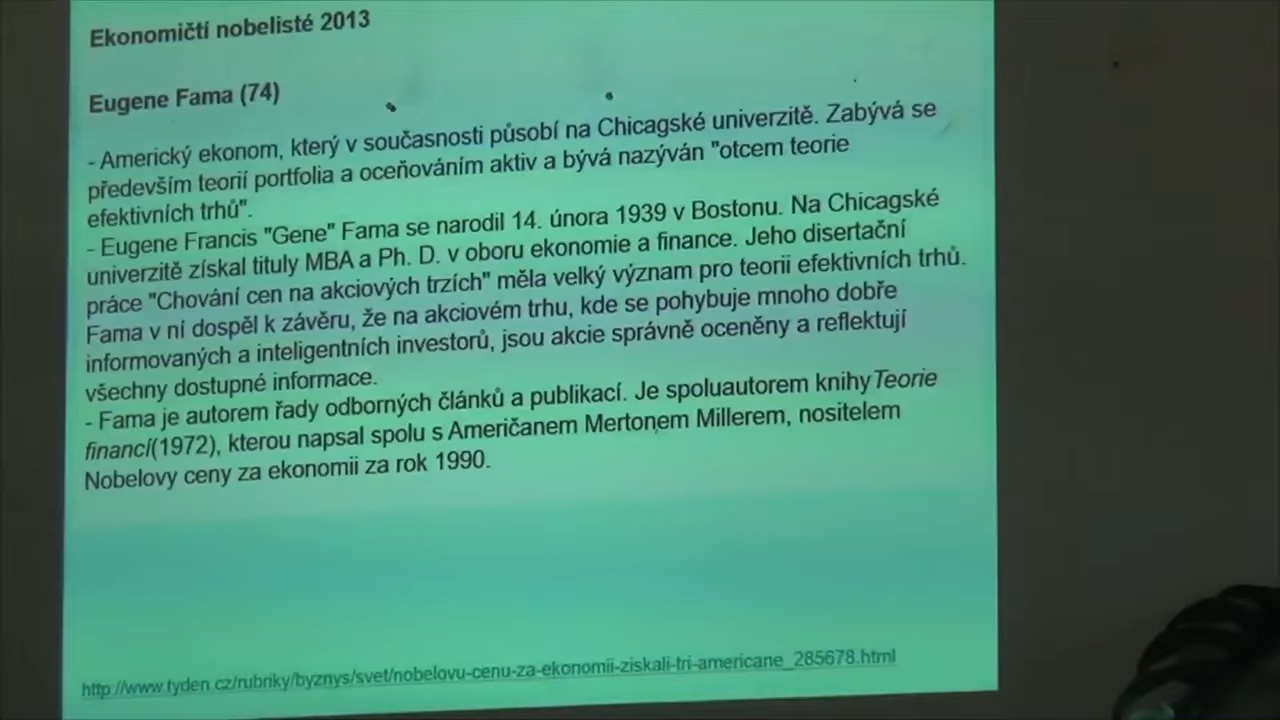 Ekonomičtí nobelisté 2013
Eugene Fama (74)
- Americký ekonom, který v současnosti působí na Chicagské univerzitě. Zabývá se
především teorií portfolia a oceňováním aktiv a bývá nazýván "otcem teorie
efektivních trhů".
- Eugene Francis "Gene" Fama se narodil 14. února 1939 v Bostonu. Na Chicagské
univerzitě získal tituly MBA a Ph. D. v oboru ekonomie a finance. Jeho disertační
práce "Chování cen na akciových trzích" měla velký význam pro teorii efektivních trhů.
Fama v ní dospěl k závěru, že na akciovém trhu, kde se pohybuje mnoho dobře
informovaných a inteligentních investorů, jsou akcie správně oceněny a reflektují
všechny dostupné informace.
- Fama je autorem řady odborných článků a publikací. Je spoluautorem knihy Teorie
financí(1972), kterou napsal spolu s Američanem Mertonem Millerem, nositelem
Nobelovy ceny za ekonomii za rok 1990.
http://www.tyden.cz/rubriky/byznys/svet/nobelovu-cenu-za-ekonomii-ziskali-tri-americane_285678.html